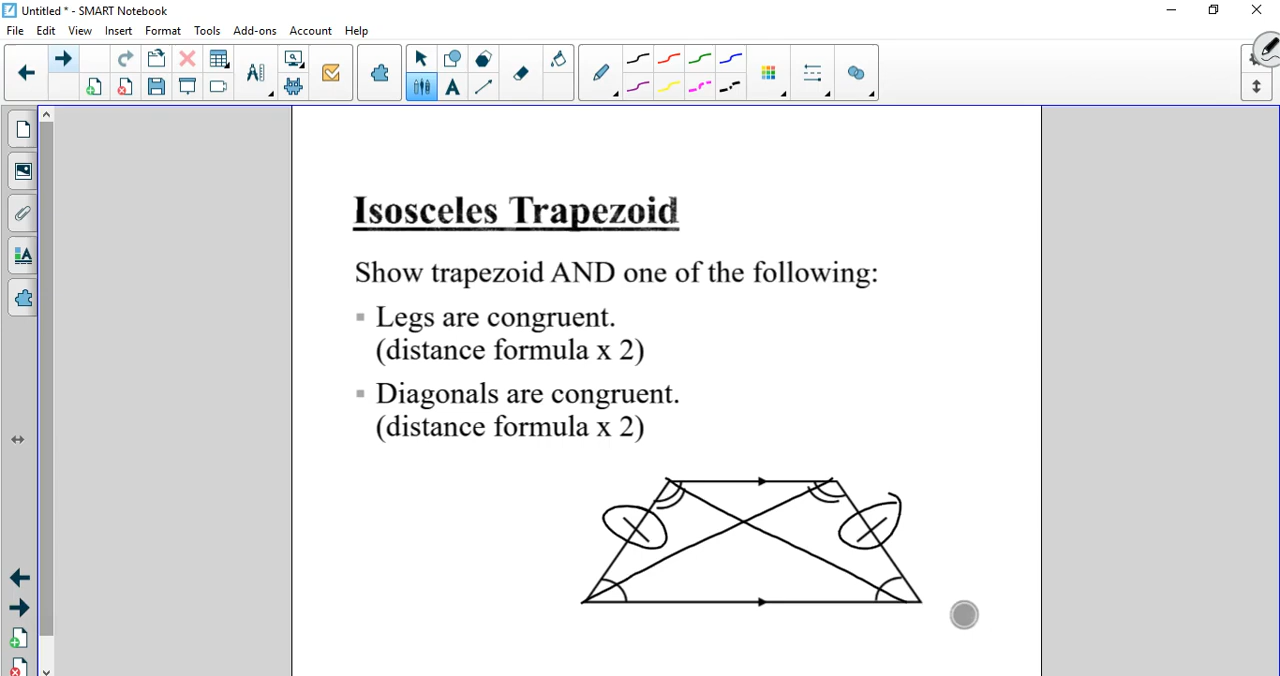 Untitled * - SMART Notebook
File Edit View Insert Format Tools Add-ons Account Help
Isosceles Trapezoid
Show trapezoid AND one of the following:
Legs are congruent.
(distance formula x 2)
Diagonals are congruent.
(distance formula x 2)